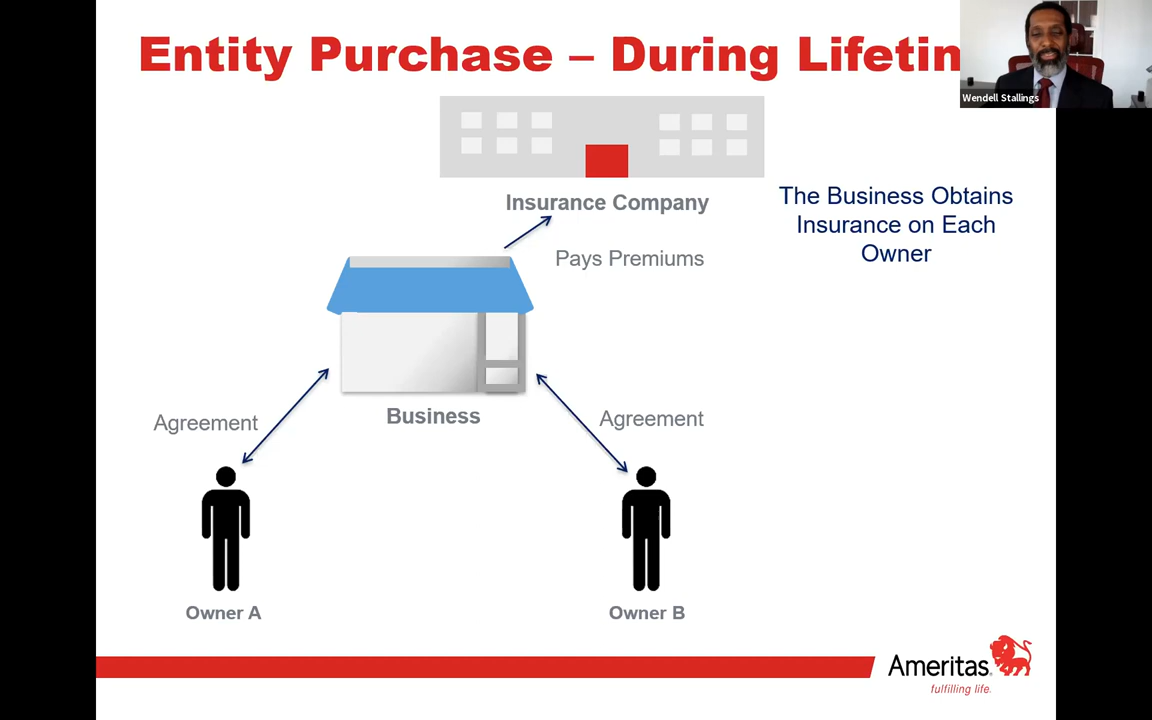 Entity Purchase – During Lifetin
Wendell Stallings
Insurance Company
The Business Obtains
Insurance on Each
Owner
Pays Premiums
Agreement
Business
Agreement
Owner A
Owner B
Ameritas
fulfilling life.